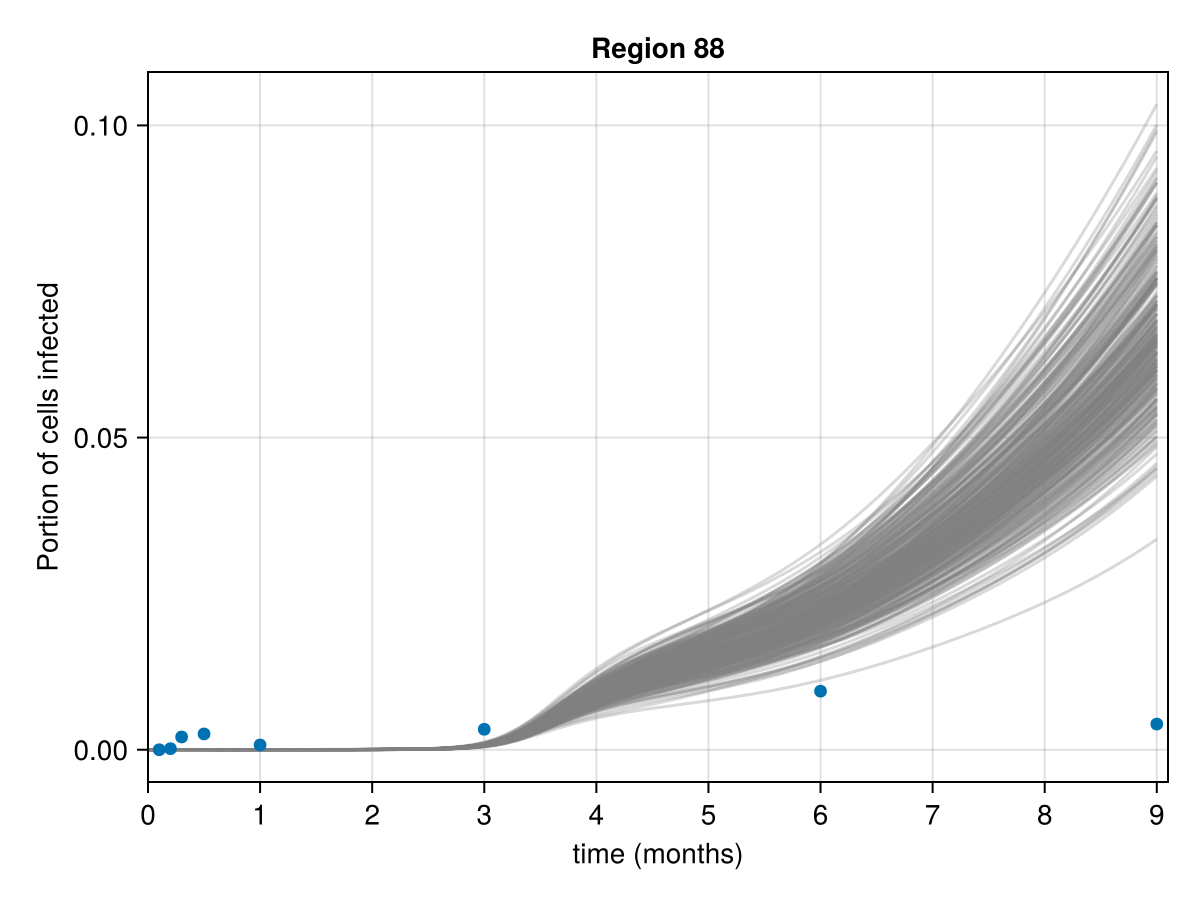 Region 88
0.10
0.05
0.00
Portion of cells infected
0 1 2 3 4 5 6 7 8 9
time (months)